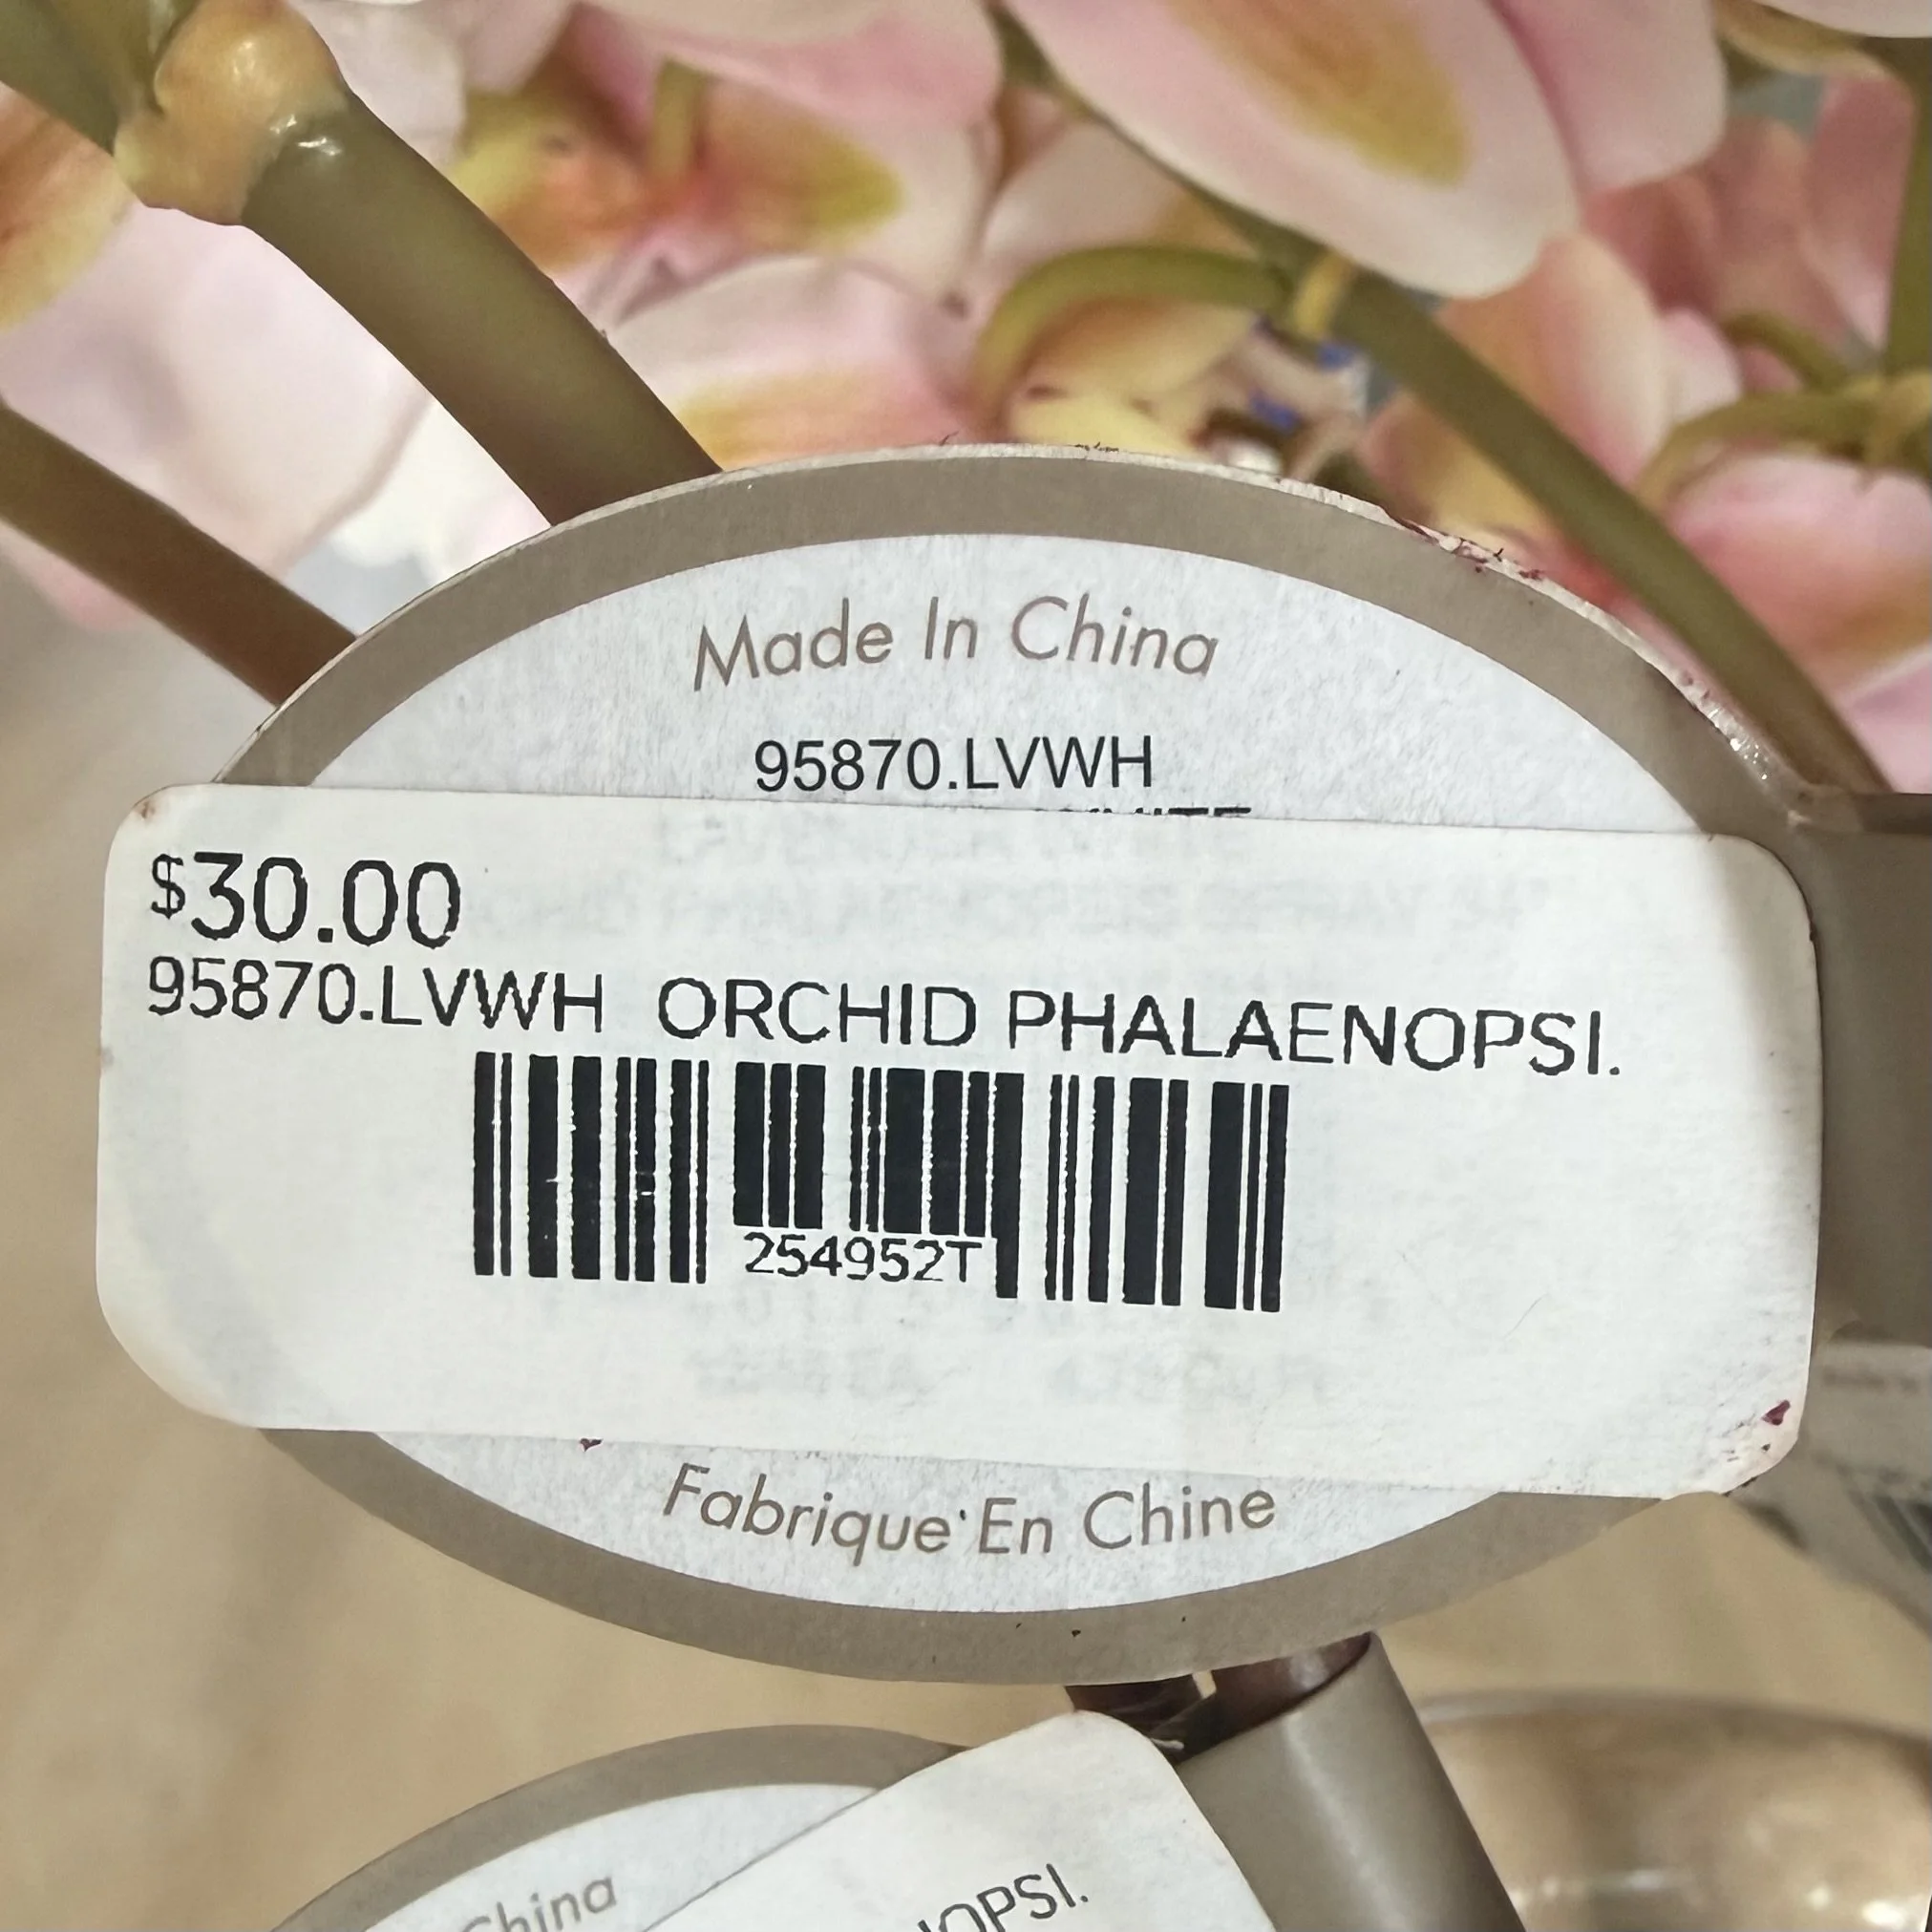 Made In China
95870.LVWH
$30.00
95870.LVWH ORCHID PHALAENOPSI.
254952T
Fabrique En Chine
China
OPSI.